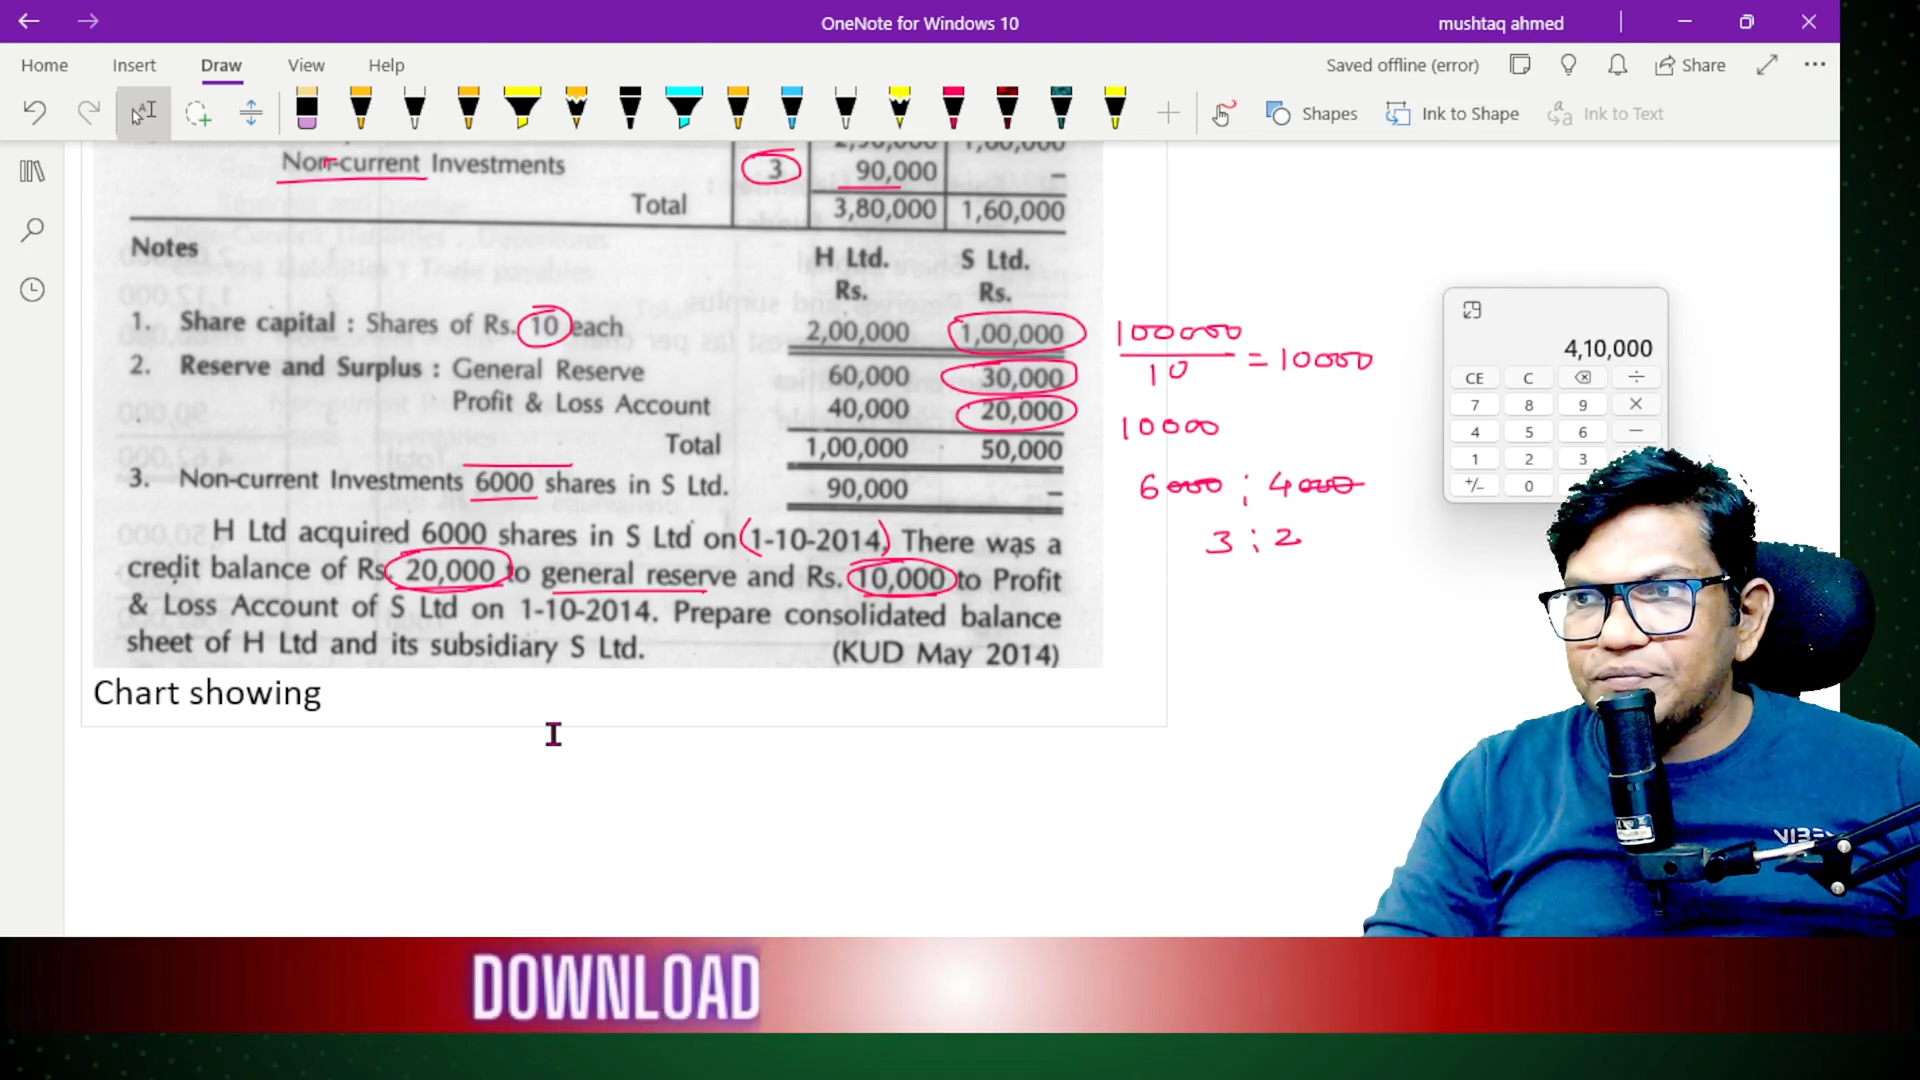 OneNote for Windows 10
mushtaq ahmed
Home Insert Draw View Help
Saved offline (error) Share
Shapes Ink to Shape Ink to Text
Non-current Investments 3 90,000 –
Total 3,80,000 1,60,000
Notes H Ltd. S Ltd.
Rs. Rs.
1. Share capital : Shares of Rs. 10 each 2,00,000 1,00,000
2. Reserve and Surplus : General Reserve 60,000 30,000
Profit & Loss Account 40,000 20,000
Total 1,00,000 50,000
3. Non-current Investments 6000 shares in S Ltd. 90,000 –
H Ltd acquired 6000 shares in S Ltd on 1-10-2014, There was a
credit balance of Rs. 20,000 to general reserve and Rs. 10,000 to Profit
& Loss Account of S Ltd on 1-10-2014. Prepare consolidated balance
sheet of H Ltd and its subsidiary S Ltd. (KUD May 2014)
Chart showing
100000
10
= 10000
10000
6000 : 4000
3 : 2
4,10,000
CE C ÷
7 8 9 ×
4 5 6 −
1 2 3
+/− 0
DOWNLOAD